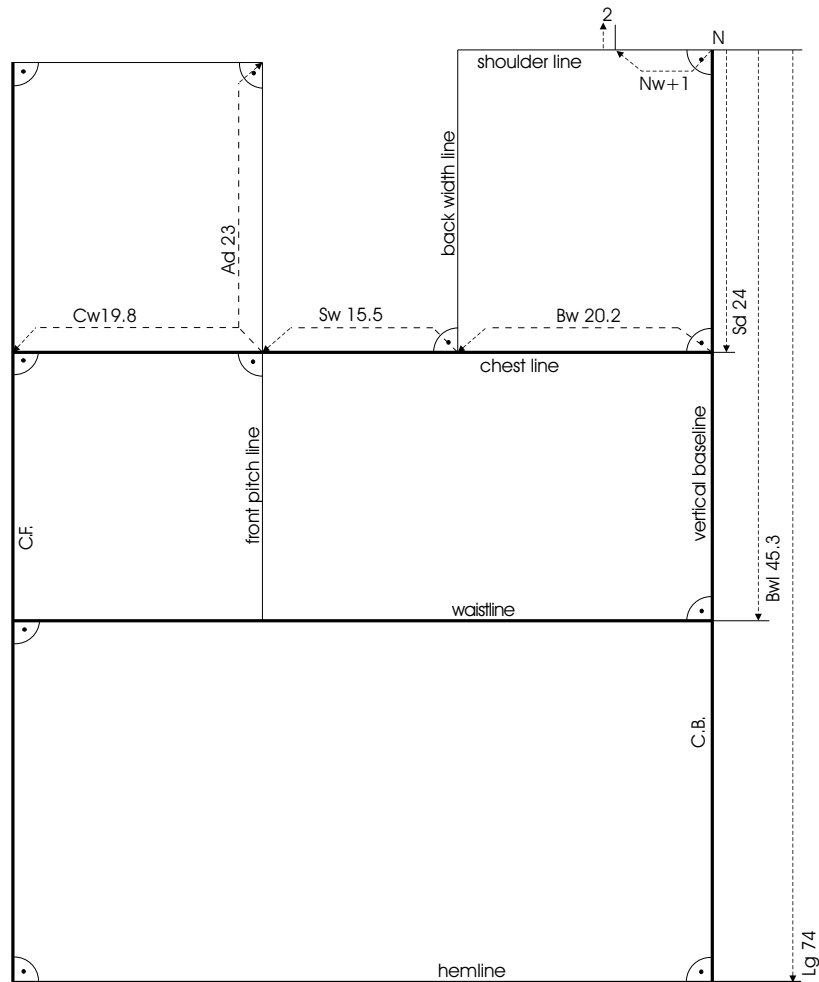 2
N
shoulder line
Nw+1
back width line
Ad 23
Cw19.8
Sw 15.5
Bw 20.2
Sd 24
chest line
front pitch line
vertical baseline
C.F.
Bwl 45.3
waistline
C.B.
Lg 74
hemline